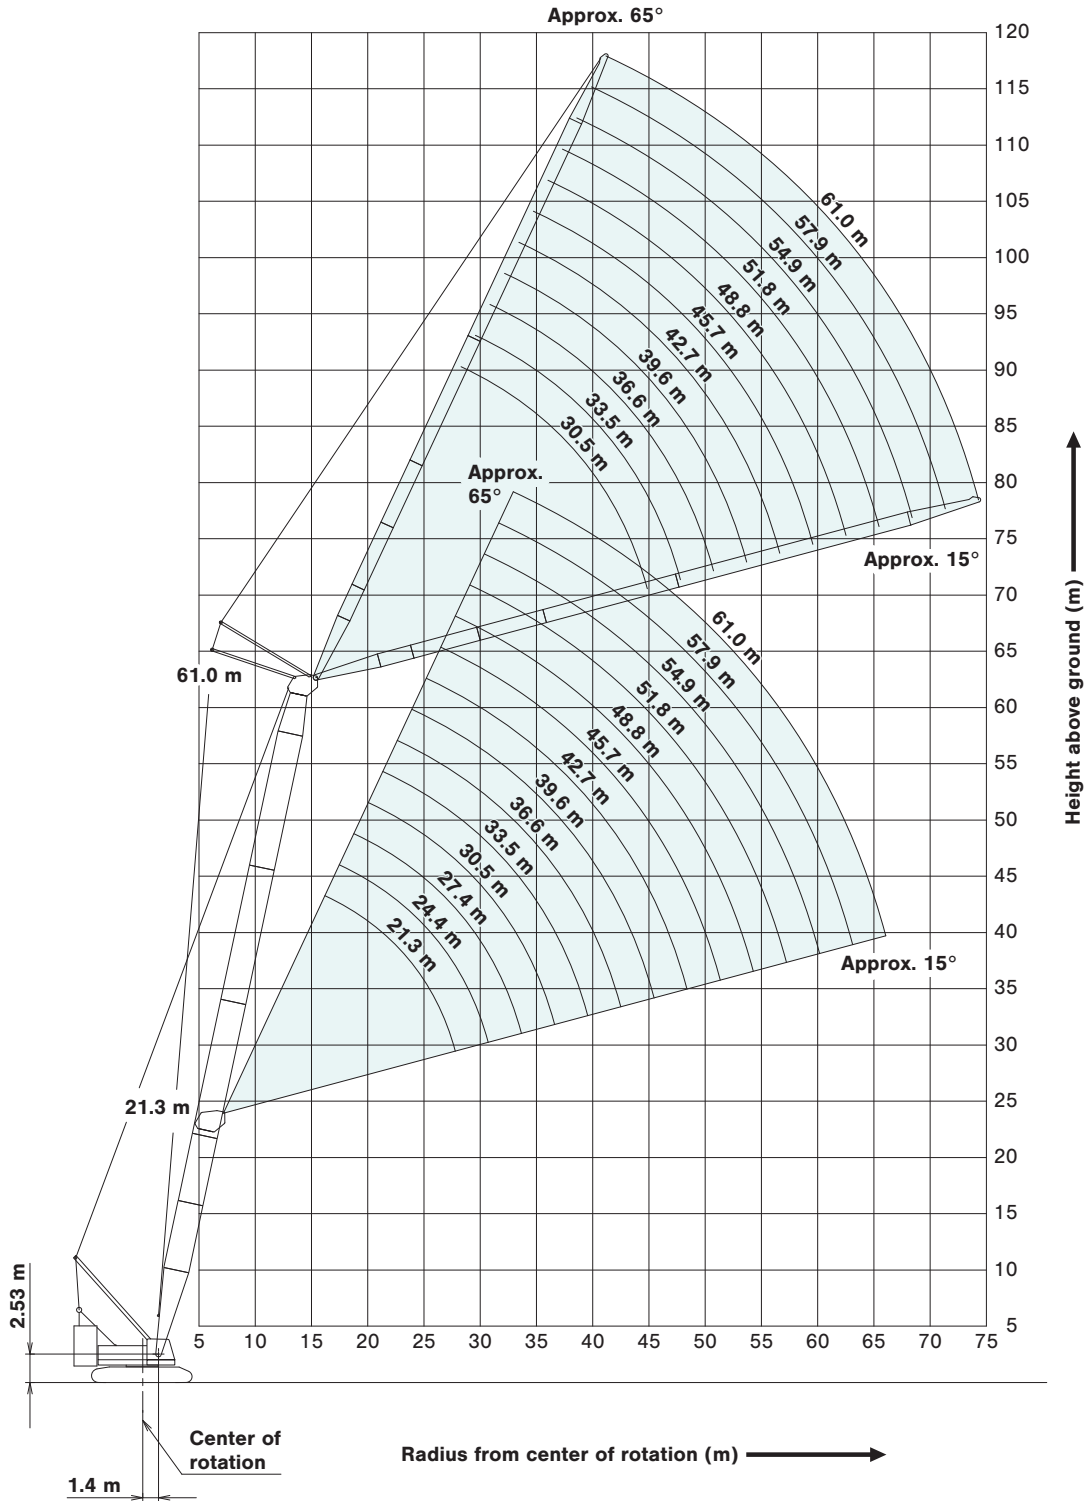 Approx. 65°
120
115
110
105
100
95
90
85
80
75
70
65
60
55
50
45
40
35
30
25
20
15
10
5
61.0 m
57.9 m
54.9 m
51.8 m
48.8 m
45.7 m
42.7 m
39.6 m
36.6 m
33.5 m
30.5 m
Approx.
65°
Approx. 15°
61.0 m
61.0 m
57.9 m
54.9 m
51.8 m
48.8 m
45.7 m
42.7 m
39.6 m
36.6 m
33.5 m
30.5 m
27.4 m
24.4 m
21.3 m
Approx. 15°
21.3 m
Height above ground (m)
2.53 m
5 10 15 20 25 30 35 40 45 50 55 60 65 70 75
Center of
rotation
Radius from center of rotation (m)
1.4 m